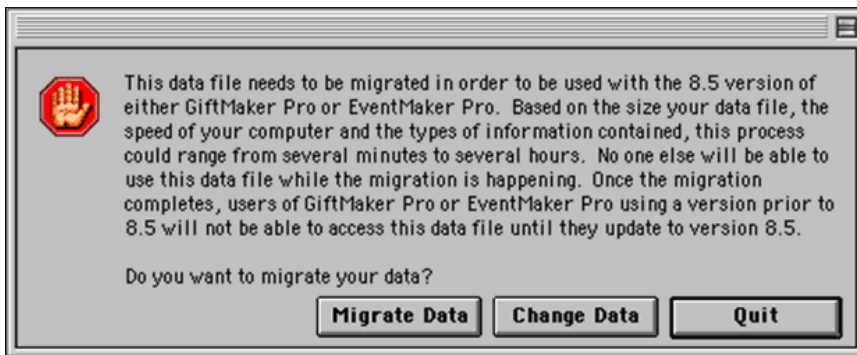 This data file needs to be migrated in order to be used with the 8.5 version of
either GiftMaker Pro or EventMaker Pro. Based on the size your data file, the
speed of your computer and the types of information contained, this process
could range from several minutes to several hours. No one else will be able to
use this data file while the migration is happening. Once the migration
completes, users of GiftMaker Pro or EventMaker Pro using a version prior to
8.5 will not be able to access this data file until they update to version 8.5.
Do you want to migrate your data?
Migrate Data Change Data Quit